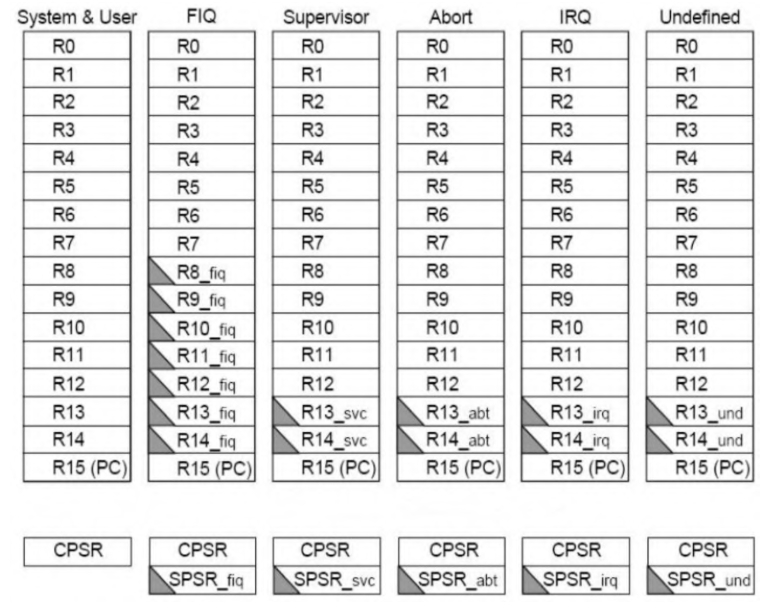 System & User FIQ Supervisor Abort IRQ Undefined
R0 R0 R0 R0 R0 R0
R1 R1 R1 R1 R1 R1
R2 R2 R2 R2 R2 R2
R3 R3 R3 R3 R3 R3
R4 R4 R4 R4 R4 R4
R5 R5 R5 R5 R5 R5
R6 R6 R6 R6 R6 R6
R7 R7 R7 R7 R7 R7
R8 R8_fiq R8 R8 R8 R8
R9 R9_fiq R9 R9 R9 R9
R10 R10_fiq R10 R10 R10 R10
R11 R11_fiq R11 R11 R11 R11
R12 R12_fiq R12 R12 R12 R12
R13 R13_fiq R13_svc R13_abt R13_irq R13_und
R14 R14_fiq R14_svc R14_abt R14_irq R14_und
R15 (PC) R15 (PC) R15 (PC) R15 (PC) R15 (PC) R15 (PC)
CPSR CPSR CPSR CPSR CPSR CPSR
SPSR_fiq SPSR_svc SPSR_abt SPSR_irq SPSR_und